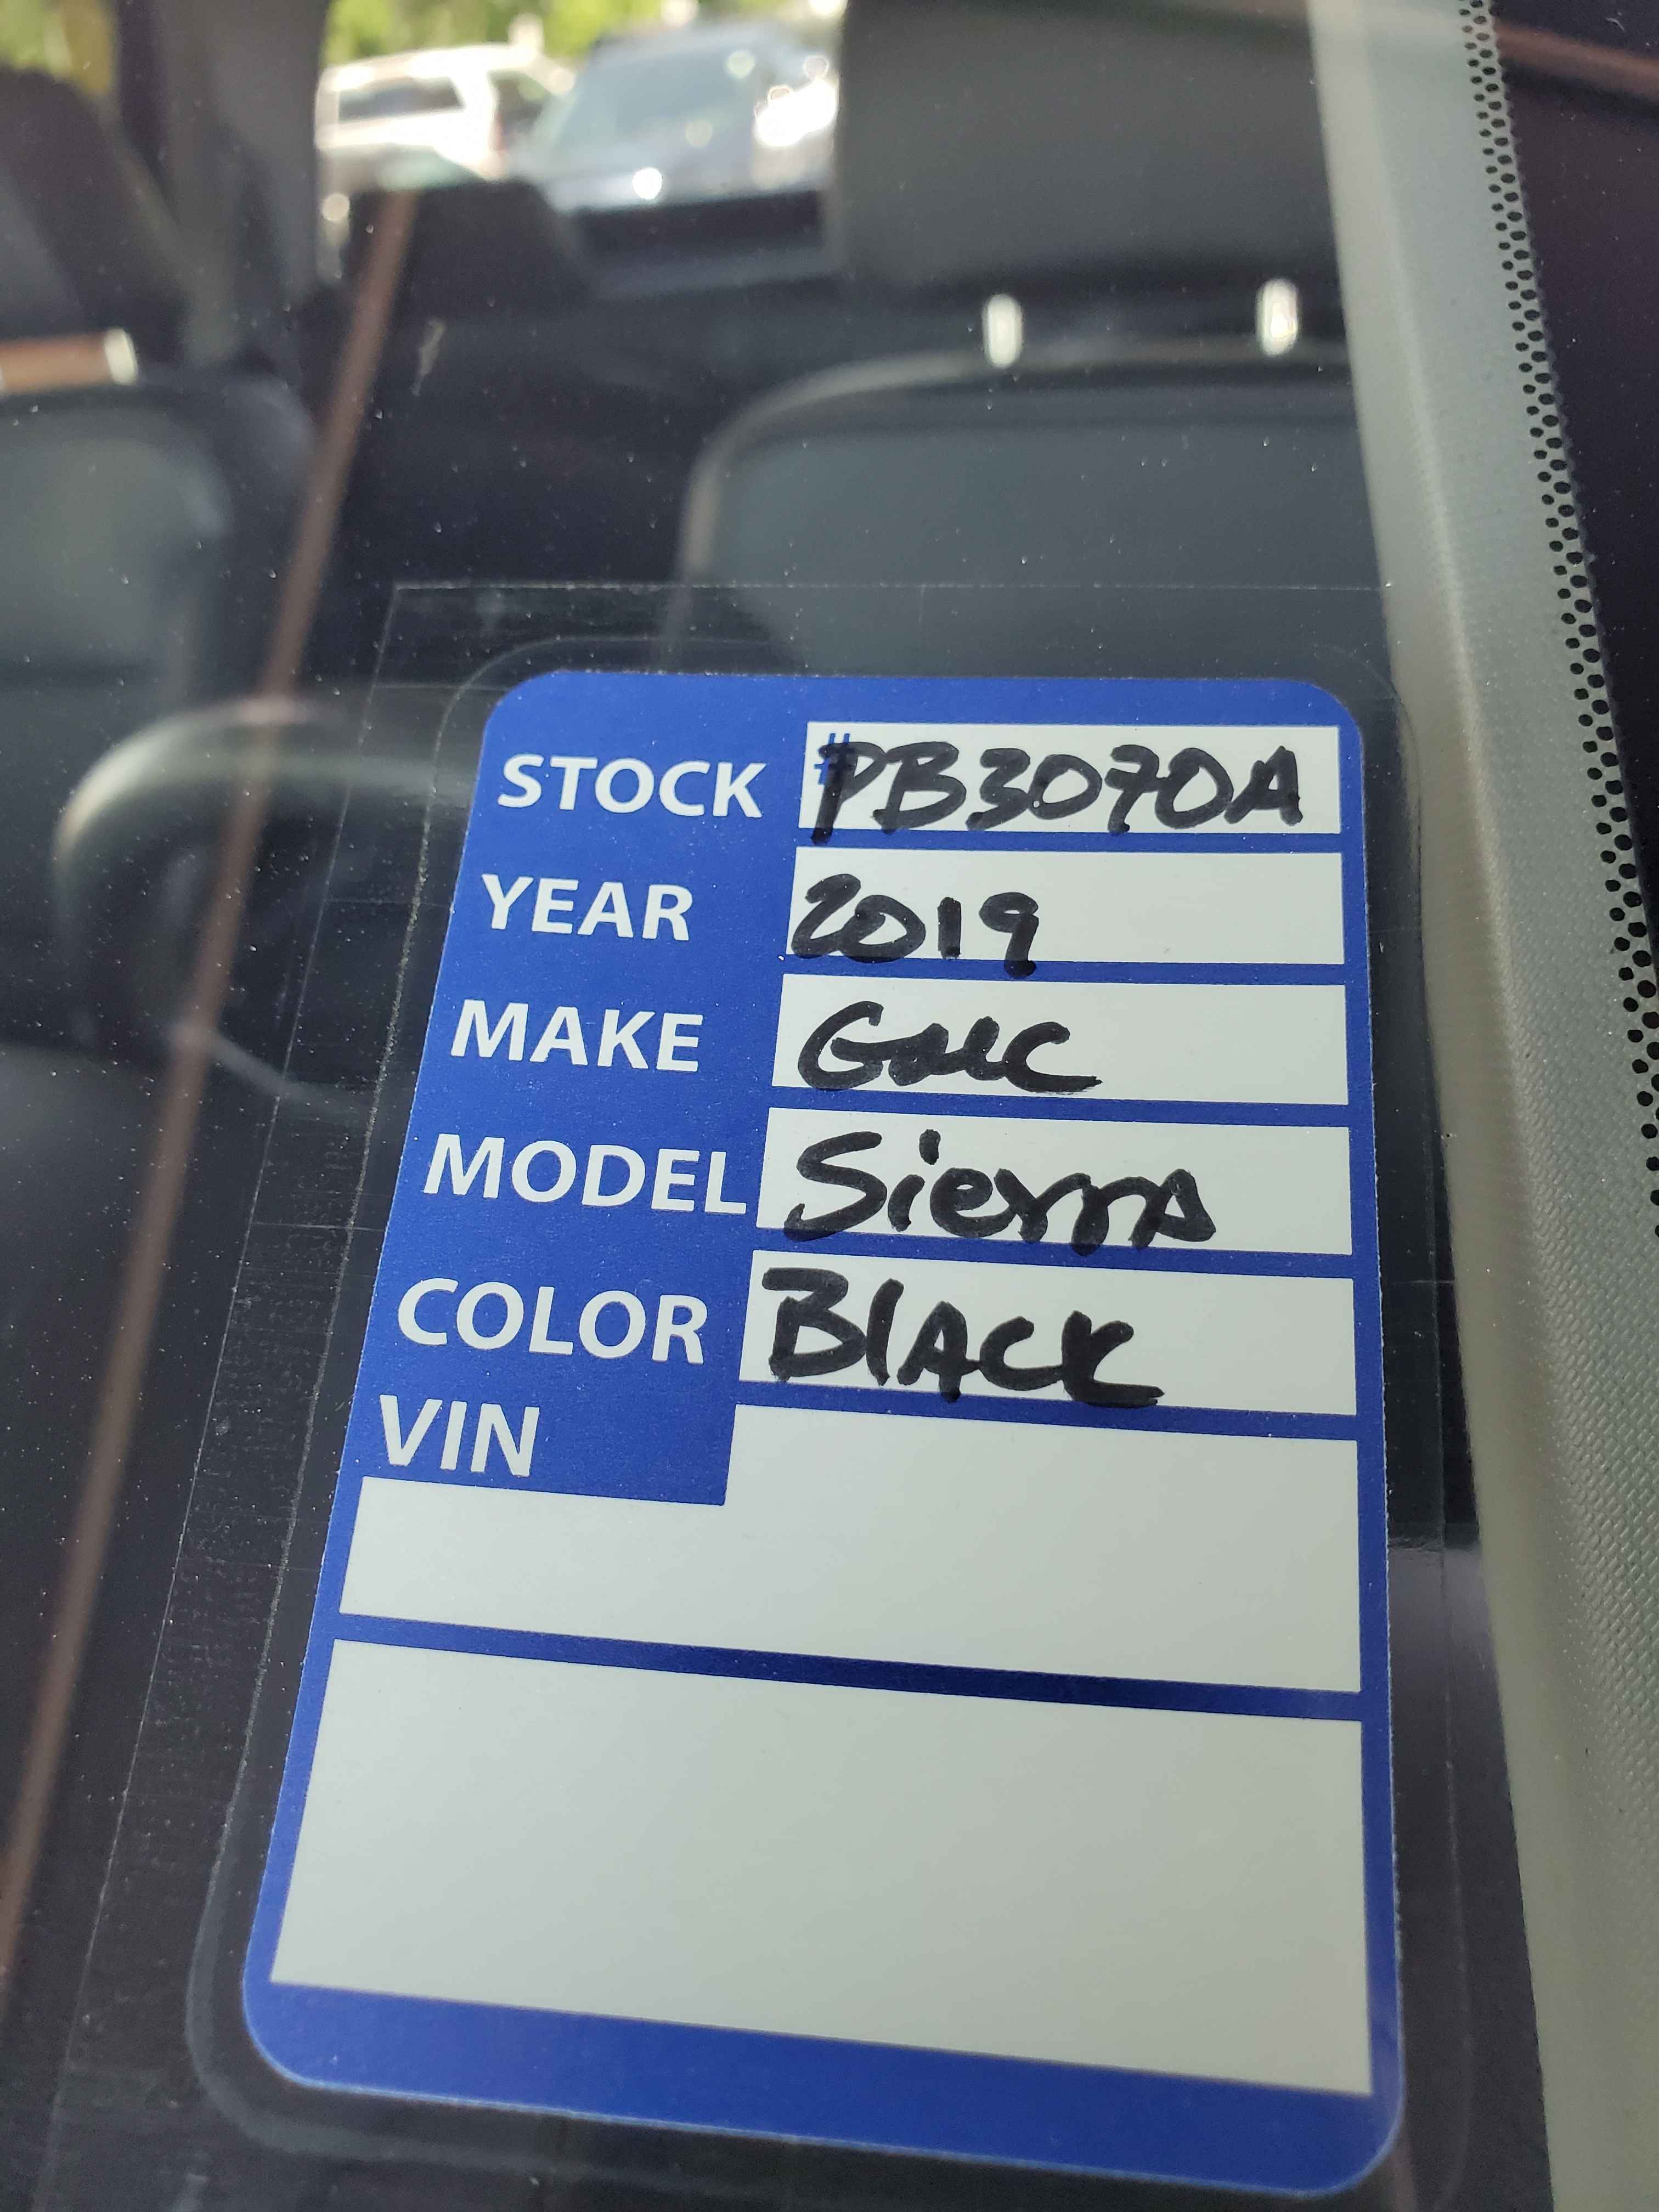 STOCK #PB3070A
YEAR 2019
MAKE GMC
MODEL Sierra
COLOR BlACK
VIN